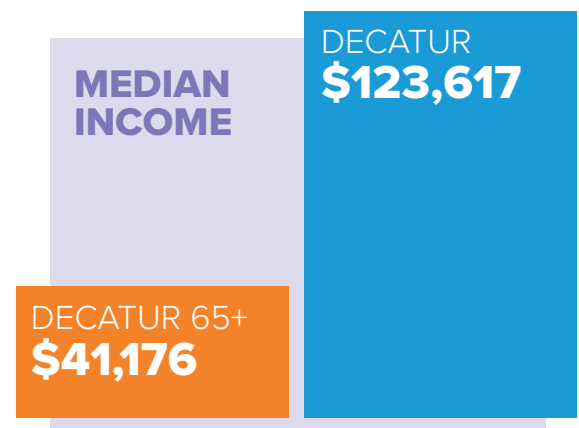 MEDIAN
INCOME
DECATUR
$123,617
DECATUR 65+
$41,176